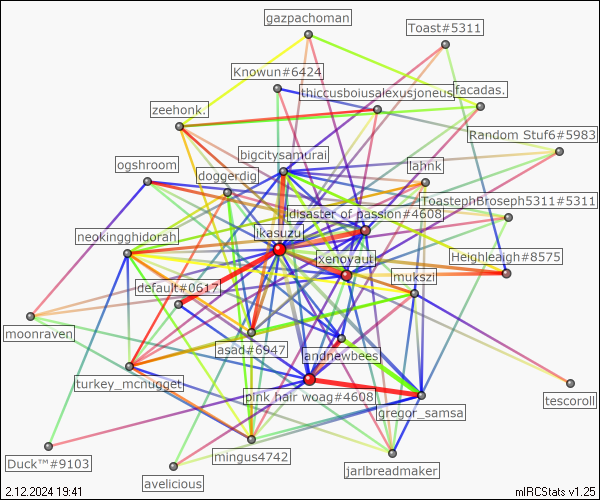 gazpachoman
Toast#5311
Knowun#6424
thiccusboiusalexusjoneus
facadas.
zeehonk.
Random Stuf6#5983
bigcitysamurai
ogshroom
lahnk
doggerdig
ToastephBroseph5311#5311
disaster of passion#4608
ikasuzu
neokingghidorah
xenoyaut
Heighleaigh#8575
mukszi
default#0617
moonraven
asad#6947
andnewbees
turkey_mcnugget
pink hair woag#4608
tescoroll
gregor_samsa
mingus4742
Duck™#9103
jarlbreadmaker
avelicious
2.12.2024 19:41
mIRCStats v1.25